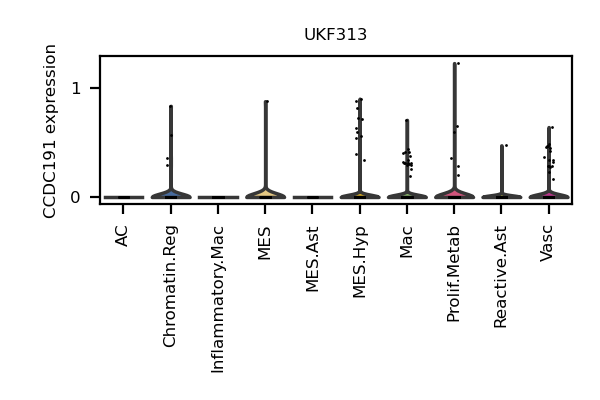 UKF313
CCDC191 expression
1
0
AC
Chromatin.Reg
Inflammatory.Mac
MES
MES.Ast
MES.Hyp
Mac
Prolif.Metab
Reactive.Ast
Vasc